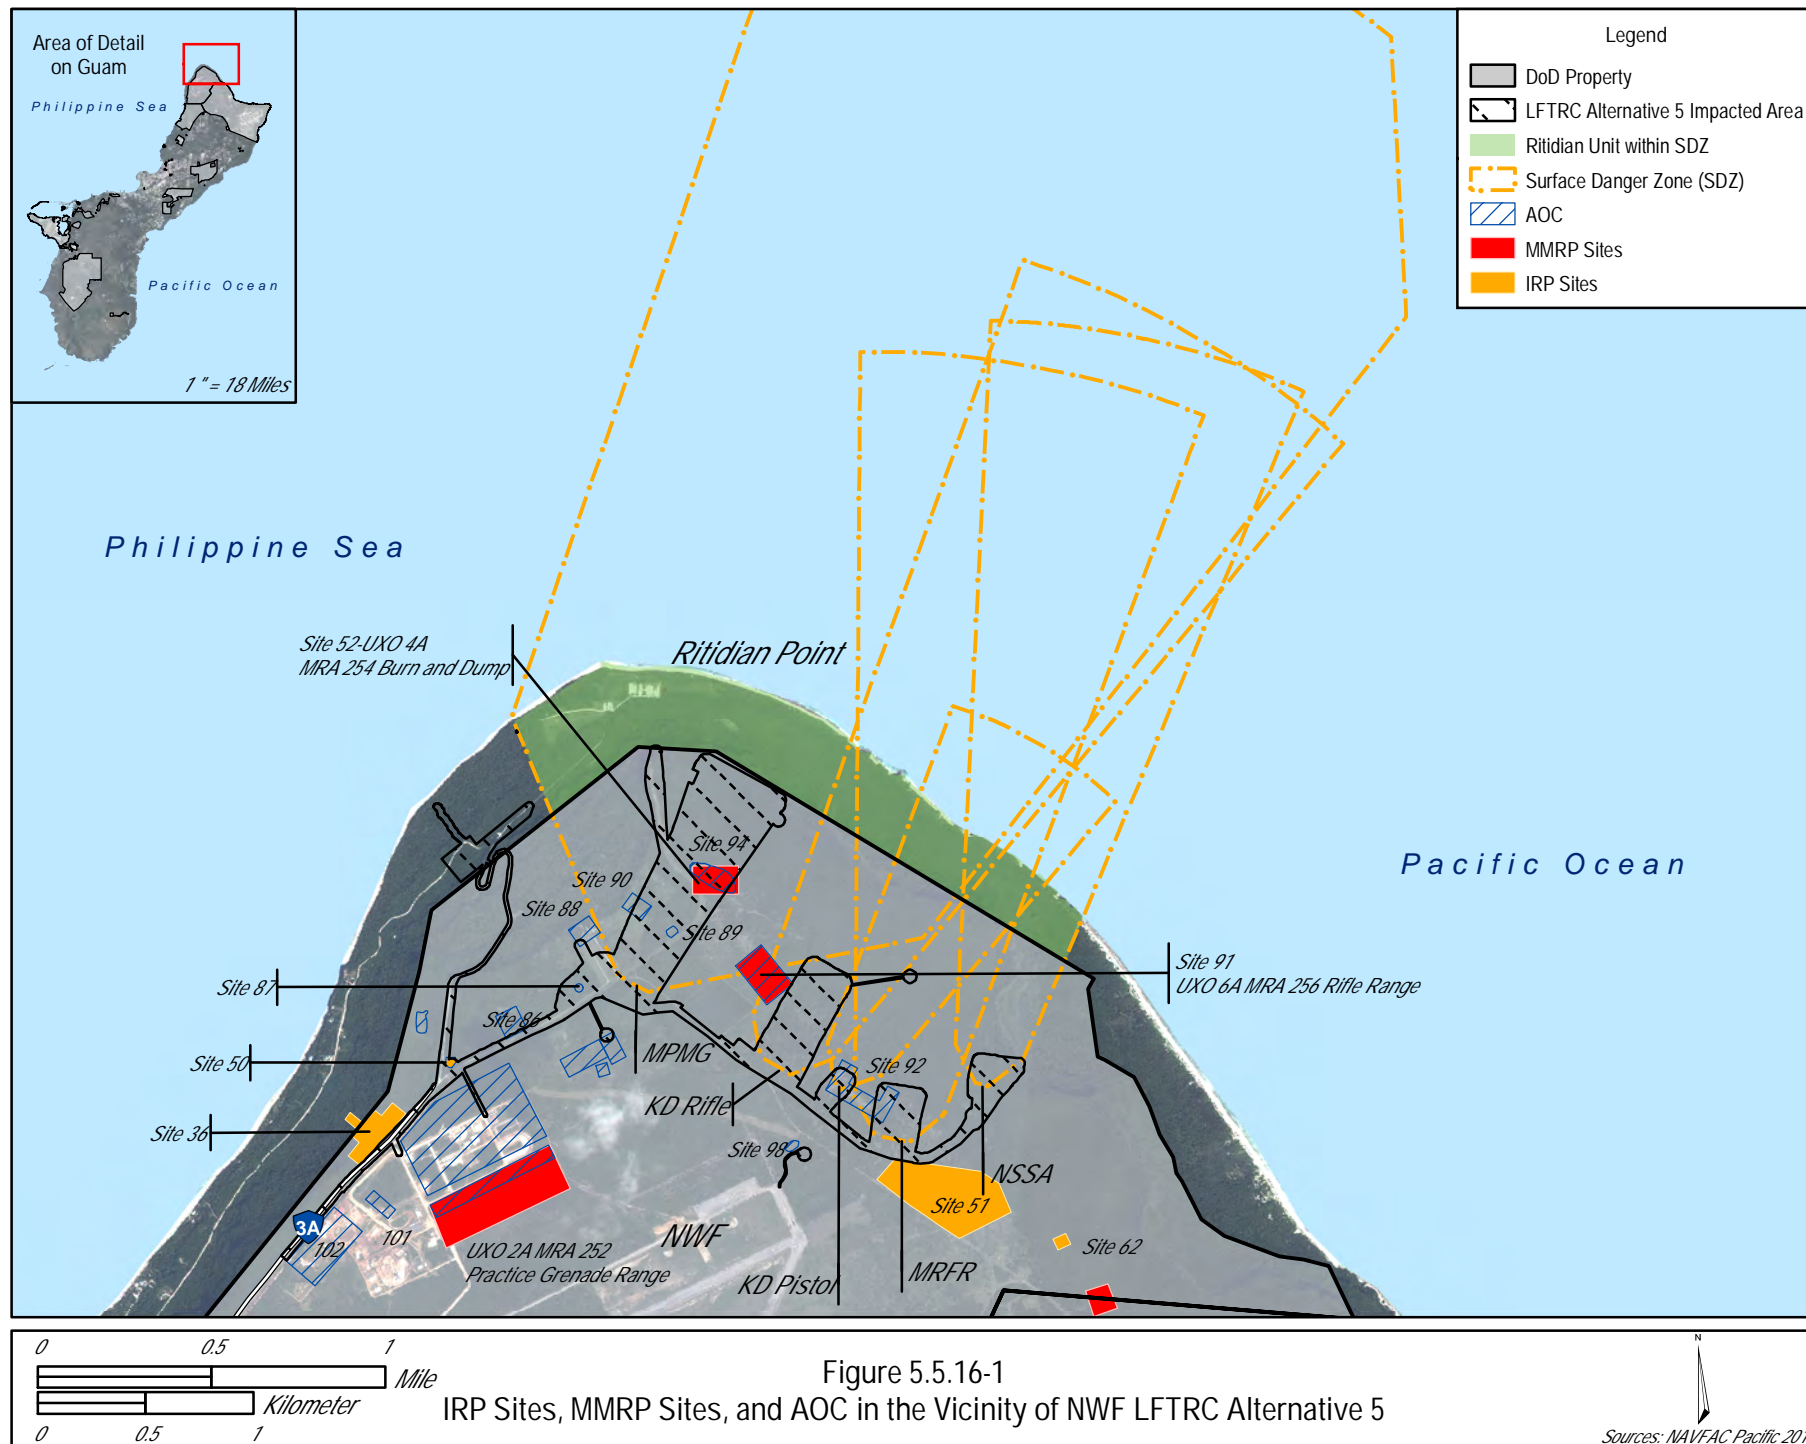 Area of Detail
on Guam
Philippine Sea
Pacific Ocean
1 " = 18 Miles
Legend
DoD Property
LFTRC Alternative 5 Impacted Area
Ritidian Unit within SDZ
Surface Danger Zone (SDZ)
AOC
MMRP Sites
IRP Sites
Philippine Sea
Pacific Ocean
Site 52-UXO 4A
MRA 254 Burn and Dump
Ritidian Point
Site 94
Site 90
Site 88
Site 89
Site 87
Site 86
Site 91
UXO 6A MRA 256 Rifle Range
Site 50
MPMG
Site 92
KD Rifle
Site 36
Site 98
NSSA
Site 51
3A
102
101
UXO 2A MRA 252
Practice Grenade Range
NWF
Site 62
KD Pistol
MRFR
0 0.5 1
Mile
Kilometer
0 0.5 1
Figure 5.5.16-1
IRP Sites, MMRP Sites, and AOC in the Vicinity of NWF LFTRC Alternative 5
N
Sources: NAVFAC Pacific